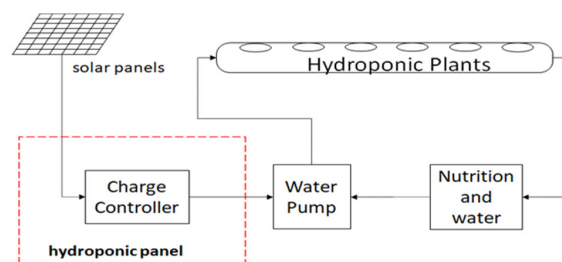 solar panels
Hydroponic Plants
Charge
Controller
Water
Pump
Nutrition
and
water
hydroponic panel